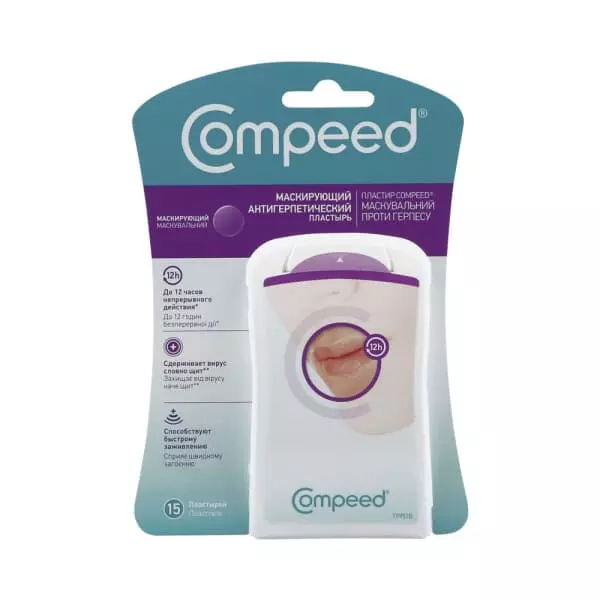 Compeed®
МАСКИРУЮЩИЙ
АНТИГЕРПЕТИЧЕСКИЙ
ПЛАСТЫРЬ
ПЛАСТИР COMPEED®
МАСКУВАЛЬНИЙ
ПРОТИ ГЕРПЕСУ
МАСКИРУЮЩИЙ
МАСКУВАЛЬНИЙ
12h
До 12 часов
непрерывного
действия*
До 12 годин
безперервної дії*
Сдерживает вирус
словно щит**
Захищає від вірусу
наче щит**
Способствуют
быстрому
заживлению
Сприяє швидкому
загоєнню
15 Пластырей
Пластырів
12h
Compeed®